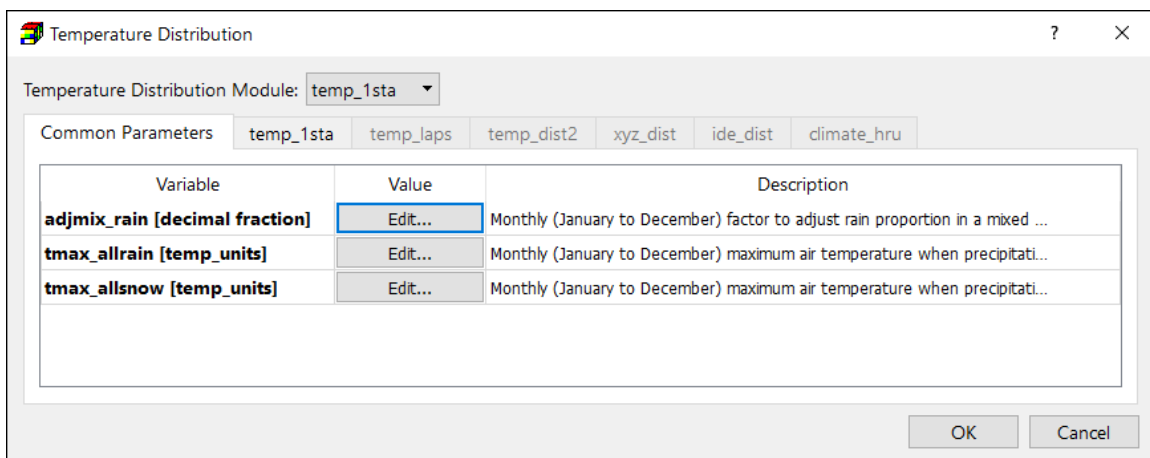 Temperature Distribution ?
Temperature Distribution Module: temp_1sta
Common Parameters temp_1sta temp_laps temp_dist2 xyz_dist ide_dist climate_hru
Variable Value Description
adjmix_rain [decimal fraction] Edit... Monthly (January to December) factor to adjust rain proportion in a mixed ...
tmax_allrain [temp_units] Edit... Monthly (January to December) maximum air temperature when precipitati...
tmax_allsnow [temp_units] Edit... Monthly (January to December) maximum air temperature when precipitati...
OK Cancel